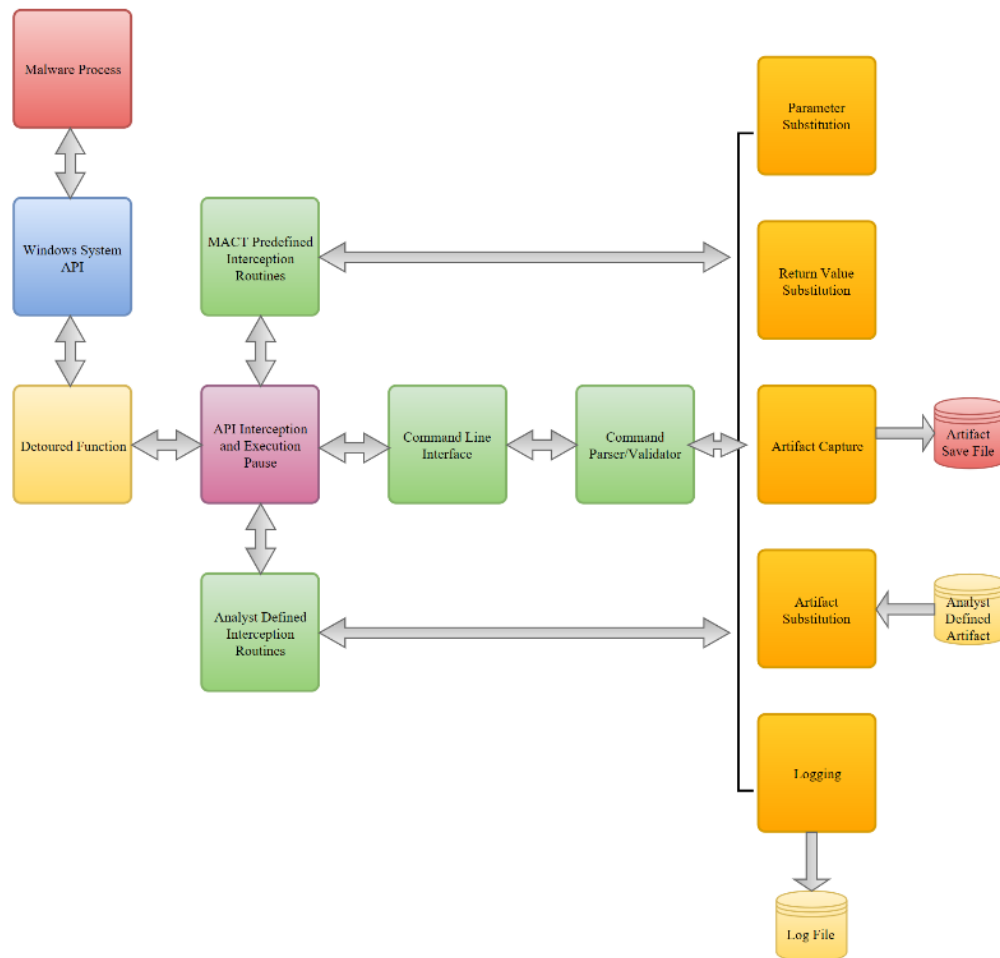 Malware Process
Parameter
Substitution
Windows System
API
MACT Predefined
Interception
Routines
Return Value
Substitution
Detoured Function
API Interception
and Execution
Pause
Command Line
Interface
Command
Parser/Validator
Artifact Capture
Artifact
Save File
Analyst Defined
Interception
Routines
Artifact
Substitution
Analyst
Defined
Artifact
Logging
Log File